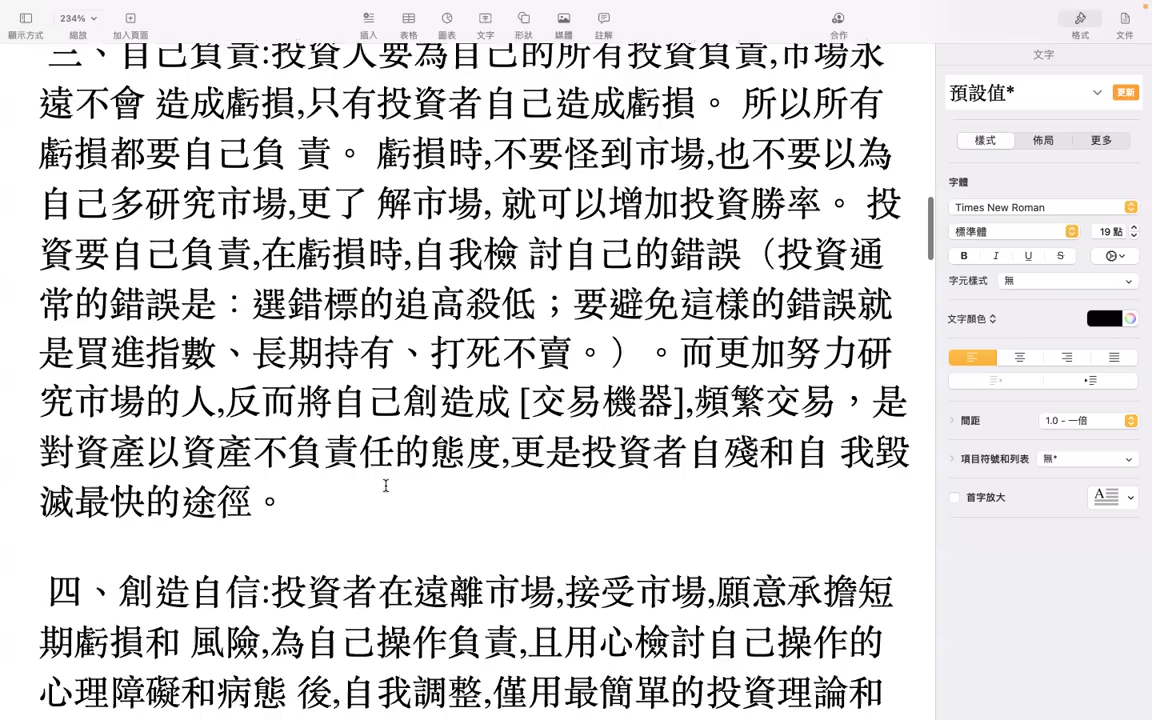 234%
顯示方式
縮放
加入頁面
插入
表格
圖表
文字
形狀
媒體
註解
合作
格式
文件
三、自己負責:投資人要為自己的所有投資負責,市場永
遠不會 造成虧損,只有投資者自己造成虧損。 所以所有
虧損都要自己負 責。 虧損時,不要怪到市場,也不要以為
自己多研究市場,更了 解市場, 就可以增加投資勝率。 投
資要自己負責,在虧損時,自我檢 討自己的錯誤（投資通
常的錯誤是：選錯標的追高殺低；要避免這樣的錯誤就
是買進指數、長期持有、打死不賣。）。而更加努力研
究市場的人,反而將自己創造成 [交易機器],頻繁交易，是
對資產以資產不負責任的態度,更是投資者自殘和自 我毀
滅最快的途徑。
四、創造自信:投資者在遠離市場,接受市場,願意承擔短
期虧損和 風險,為自己操作負責,且用心檢討自己操作的
心理障礙和病態 後,自我調整,僅用最簡單的投資理論和
文字
預設值*
更新
樣式
佈局
更多
字體
Times New Roman
標準體
19 點
B I U S
字元樣式
無
文字顏色
間距
1.0 - 一倍
項目符號和列表
無*
首字放大
A